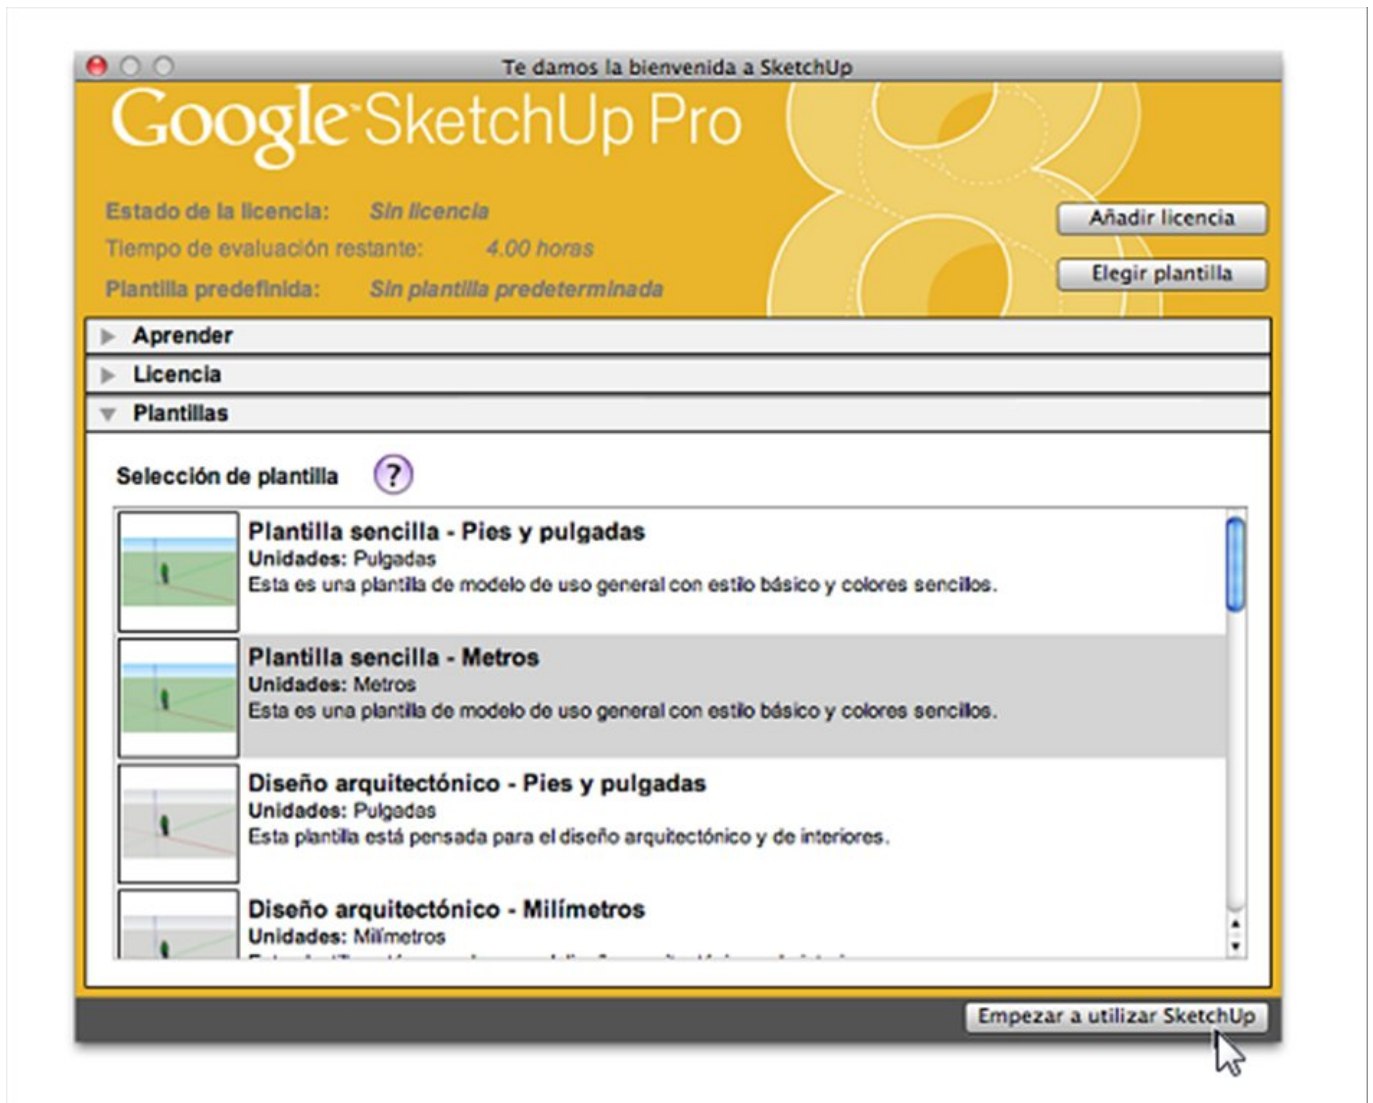 Te damos la bienvenida a SketchUp
Google™ SketchUp Pro
Estado de la licencia: Sin licencia
Añadir licencia
Tiempo de evaluación restante: 4.00 horas
Elegir plantilla
Plantilla predefinida: Sin plantilla predeterminada
Aprender
Licencia
Plantillas
Selección de plantilla ?
Plantilla sencilla - Pies y pulgadas
Unidades: Pulgadas
Esta es una plantilla de modelo de uso general con estilo básico y colores sencillos.
Plantilla sencilla - Metros
Unidades: Metros
Esta es una plantilla de modelo de uso general con estilo básico y colores sencillos.
Diseño arquitectónico - Pies y pulgadas
Unidades: Pulgadas
Esta plantilla está pensada para el diseño arquitectónico y de interiores.
Diseño arquitectónico - Milímetros
Unidades: Milímetros
Empezar a utilizar SketchUp